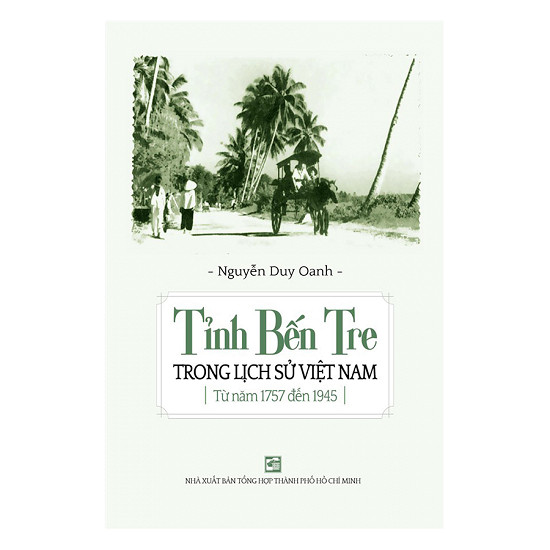 - Nguyễn Duy Oanh -
Tỉnh Bến Tre
TRONG LỊCH SỬ VIỆT NAM
Từ năm 1757 đến 1945
NHÀ XUẤT BẢN TỔNG HỢP THÀNH PHỐ HỒ CHÍ MINH